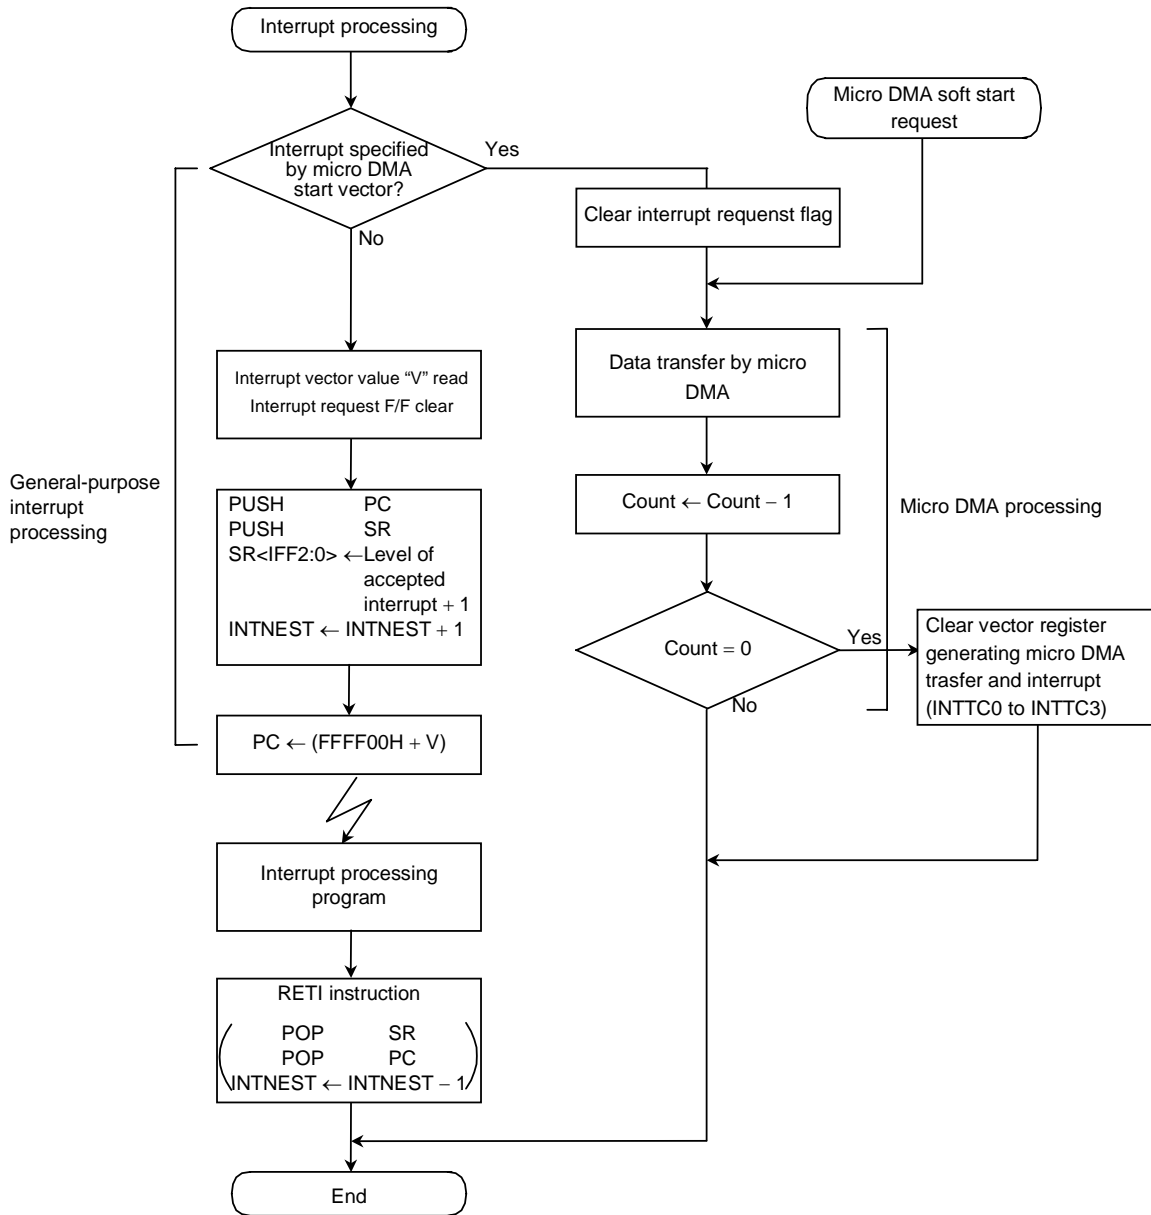 Interrupt processing
Micro DMA soft start
request
Interrupt specified
by micro DMA
start vector?
Yes
No
Clear interrupt requenst flag
Interrupt vector value “V” read
Interrupt request F/F clear
Data transfer by micro
DMA
General-purpose
interrupt
processing
PUSH PC
PUSH SR
SR<IFF2:0> ←Level of
accepted
interrupt + 1
INTNEST ← INTNEST + 1
Count ← Count − 1
Micro DMA processing
Count = 0
Yes
No
Clear vector register
generating micro DMA
trasfer and interrupt
(INTTC0 to INTTC3)
PC ← (FFFF00H + V)
Interrupt processing
program
RETI instruction
POP SR
POP PC
INTNEST ← INTNEST − 1
End